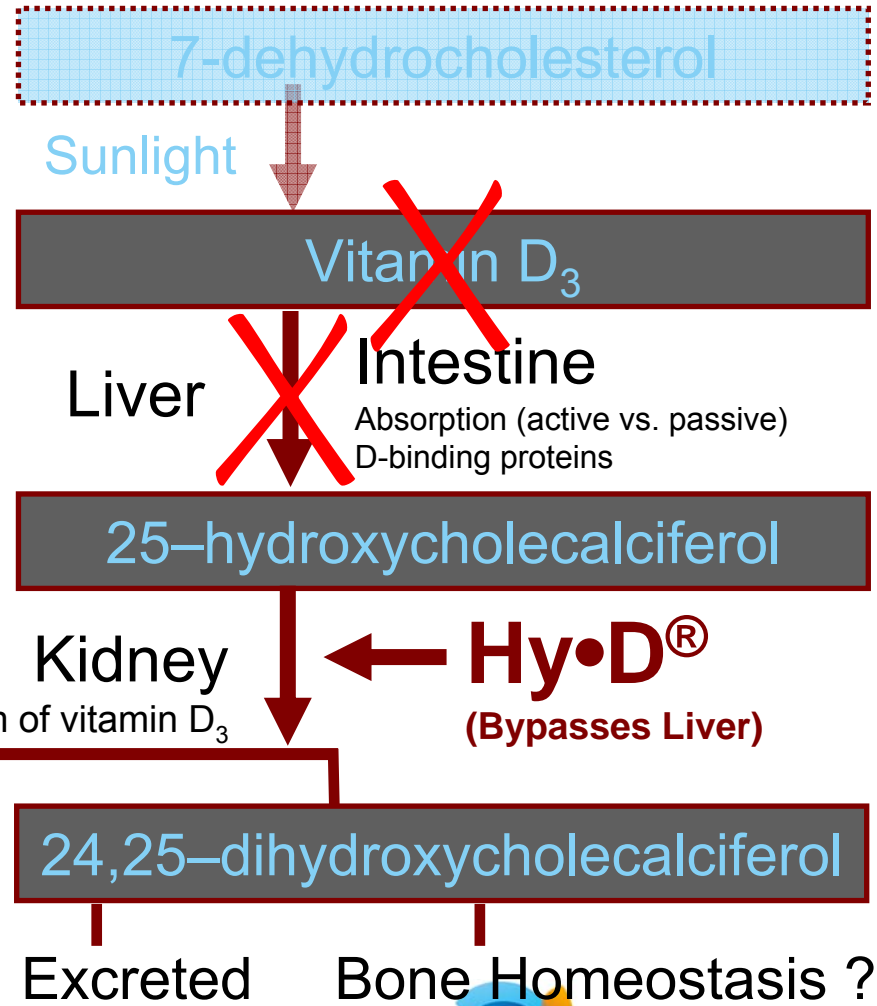 7-dehydrocholesterol
Sunlight
Vitamin D₃
Liver
Intestine
Absorption (active vs. passive)
D-binding proteins
25–hydroxycholecalciferol
Kidney
of vitamin D₃
Hy•D®
(Bypasses Liver)
24,25–dihydroxycholecalciferol
Excreted
Bone Homeostasis ?